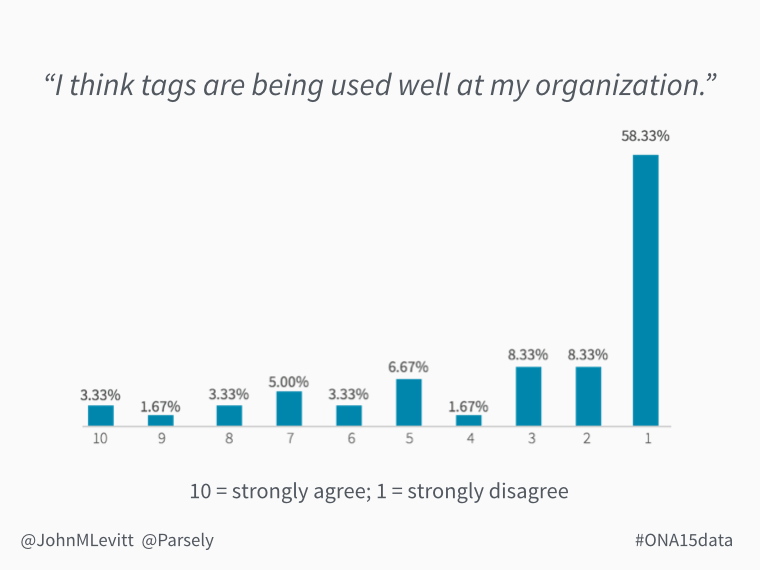 “I think tags are being used well at my organization.”
58.33%
8.33% 8.33%
6.67%
5.00%
3.33% 3.33% 3.33%
1.67% 1.67%
10 9 8 7 6 5 4 3 2 1
10 = strongly agree; 1 = strongly disagree
@JohnMLevitt @Parsely #ONA15data